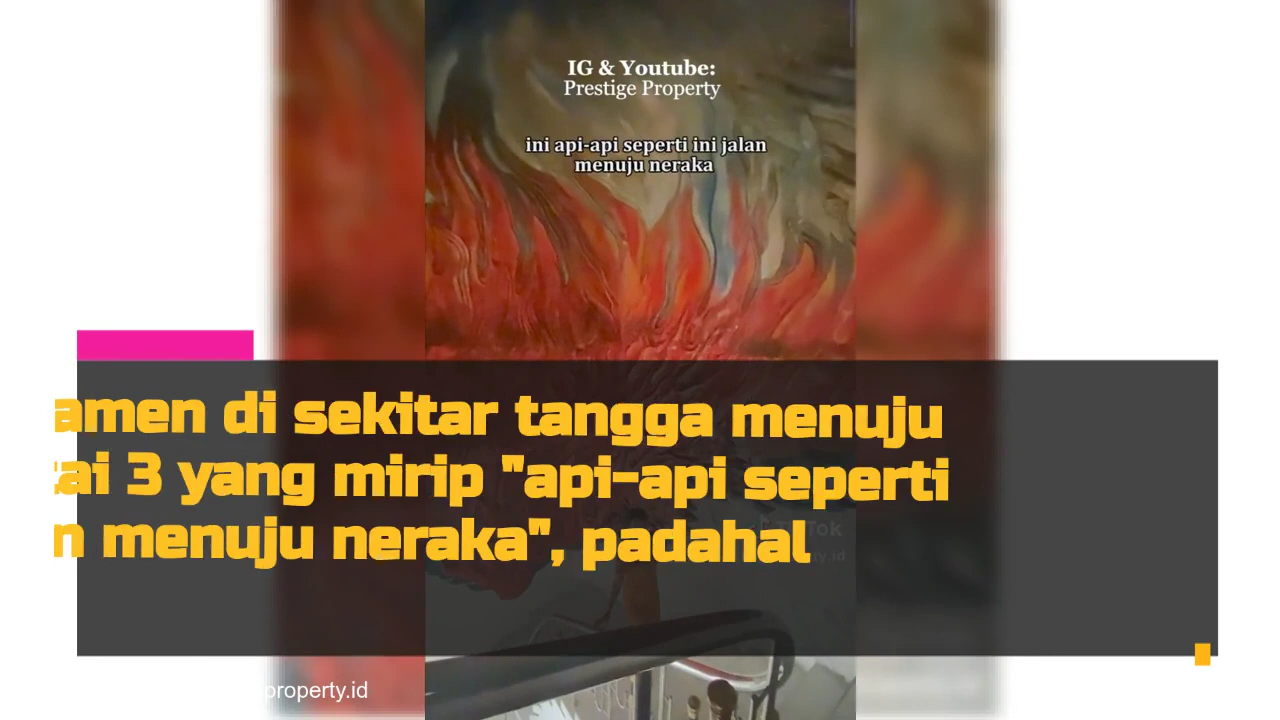 IG & Youtube:
Prestige Property
ini api-api seperti ini jalan
menuju neraka
amen di sekitar tangga menuju
ai 3 yang mirip "api-api seperti
n menuju neraka", padahal
property.id